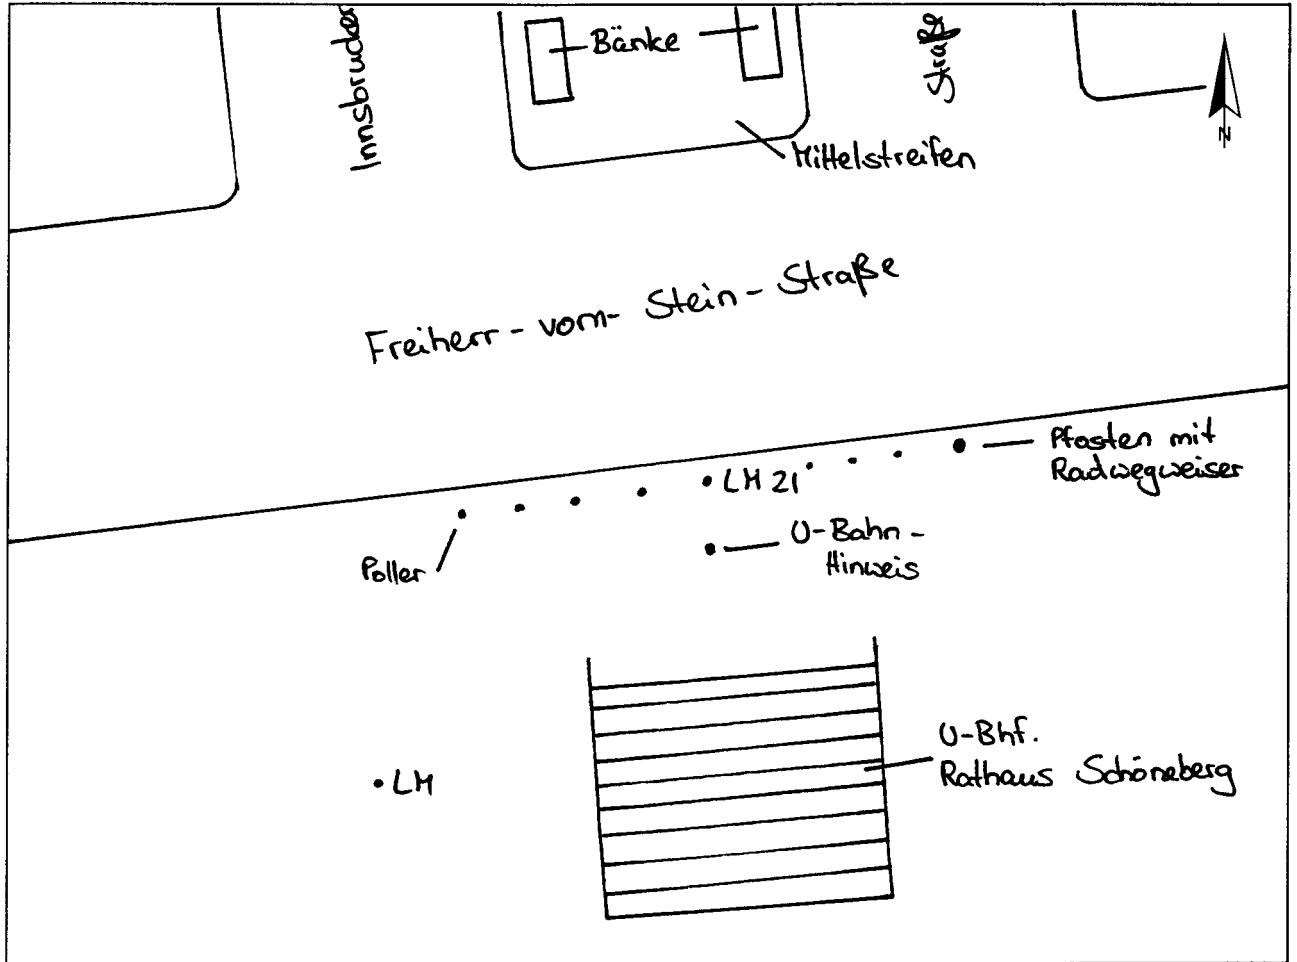 Innsbrucker
Straße
Bänke
N
Mittelstreifen
Freiherr-vom-Stein-Straße
Pfosten mit
Radwegweiser
LM 21
U-Bahn-
Hinweis
Poller
U-Bhf.
Rathaus Schöneberg
LM